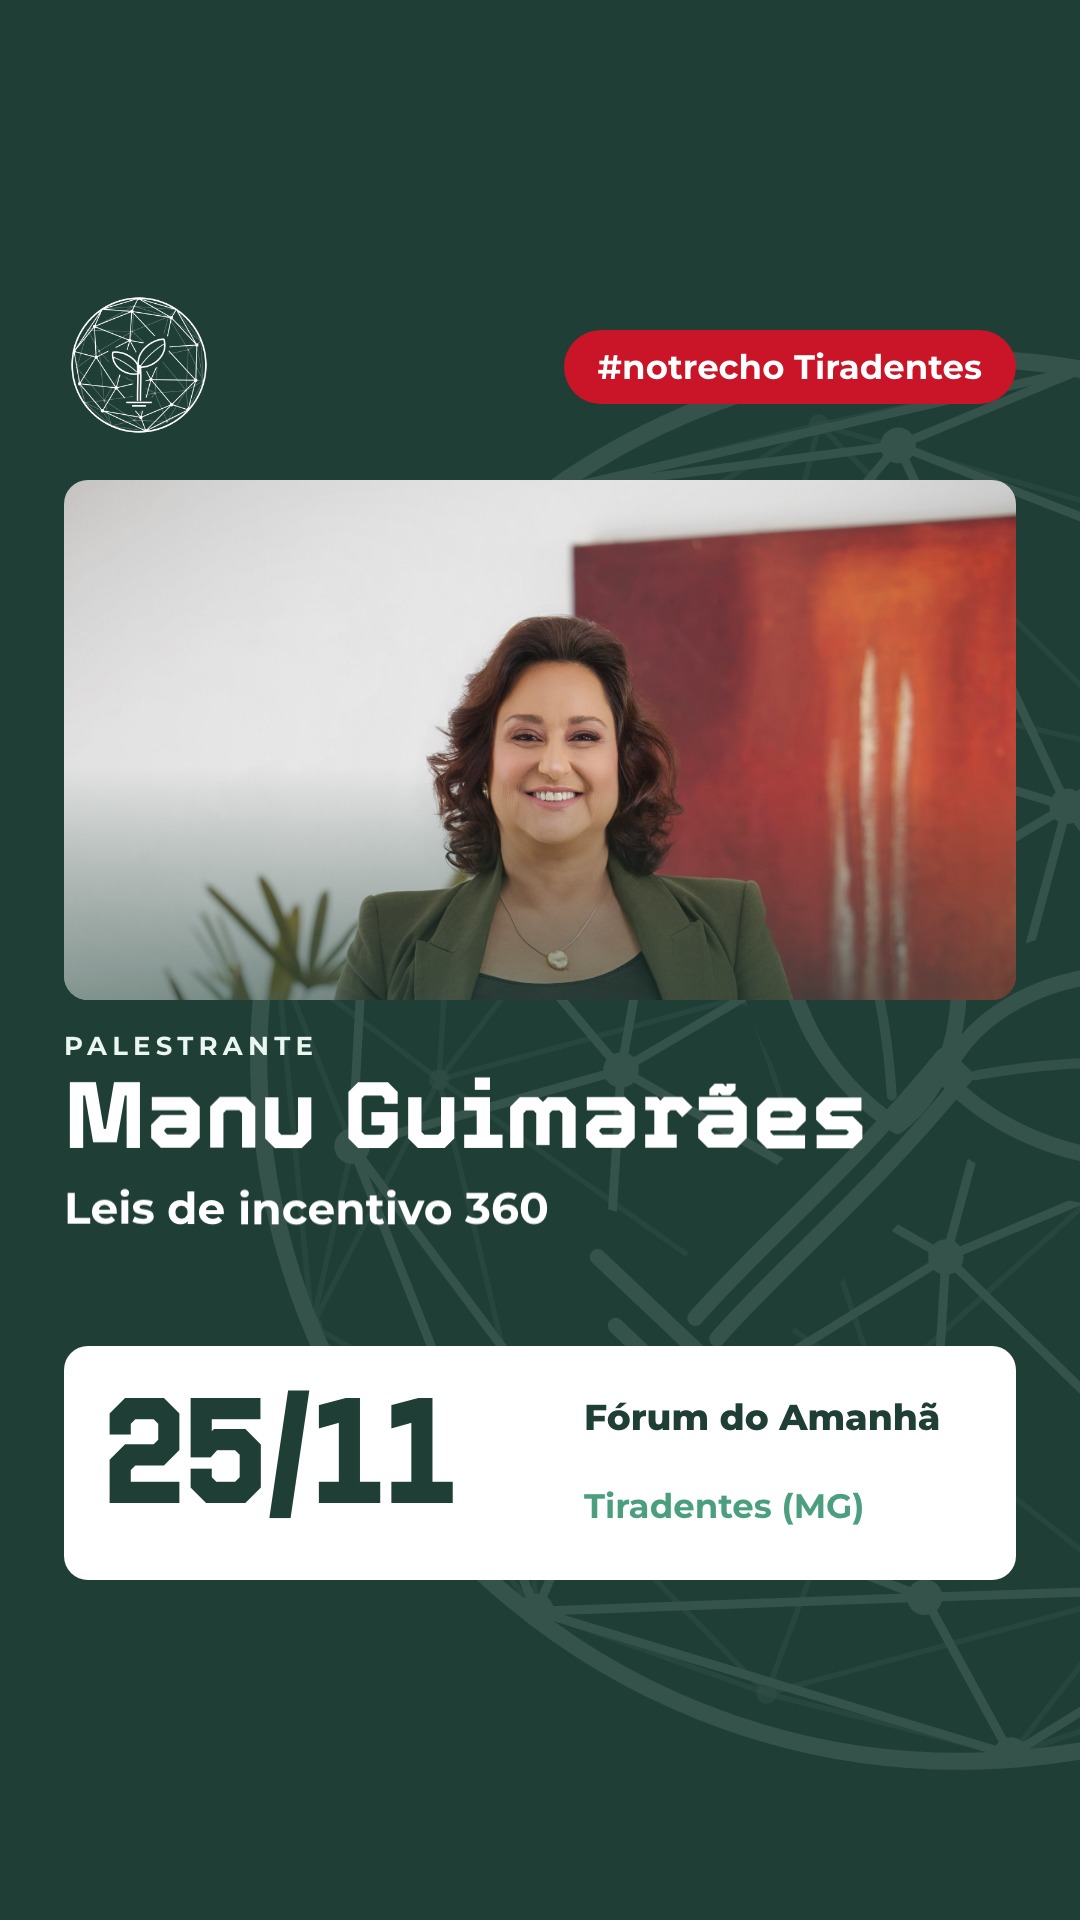 #notrecho Tiradentes
PALESTRANTE
Manu Guimarães
Leis de incentivo 360
25/11
Fórum do Amanhã
Tiradentes (MG)